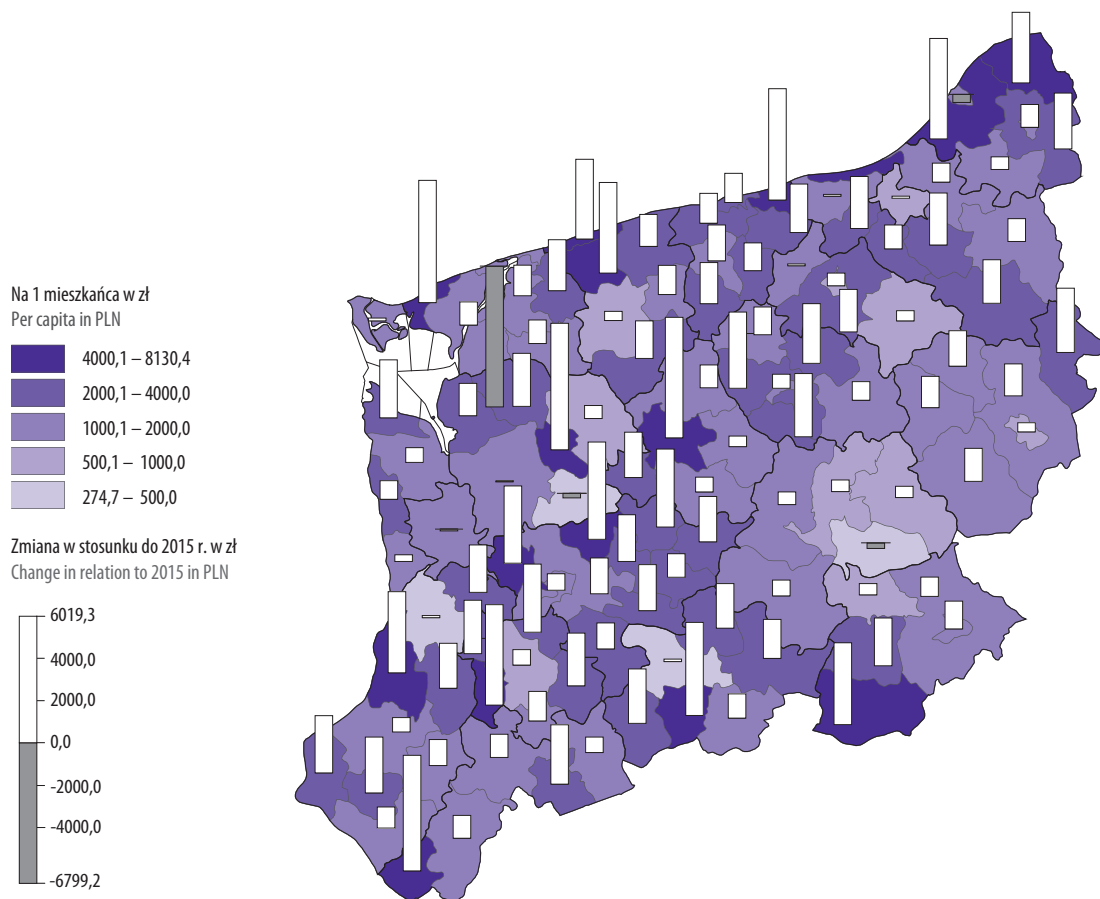 Na 1 mieszkańca w zł
Per capita in PLN
4000,1 – 8130,4
2000,1 – 4000,0
1000,1 – 2000,0
500,1 – 1000,0
274,7 – 500,0
Zmiana w stosunku do 2015 r. w zł
Change in relation to 2015 in PLN
6019,3
4000,0
2000,0
0,0
-2000,0
-4000,0
-6799,2